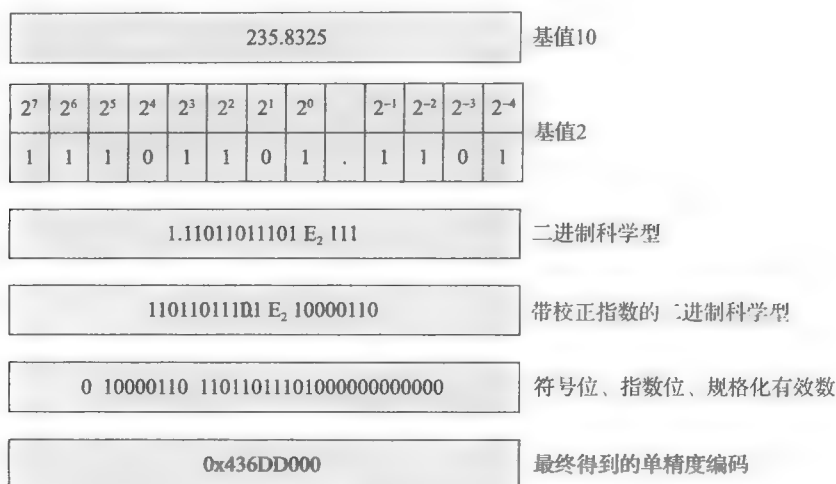 235.8325 基值10
2⁷ 2⁶ 2⁵ 2⁴ 2³ 2² 2¹ 2⁰ 2⁻¹ 2⁻² 2⁻³ 2⁻⁴
1 1 1 0 1 1 0 1 . 1 1 0 1
基值2
1.11011011101 E₂ 111 二进制科学型
11011011101 E₂ 10000110 带校正指数的二进制科学型
0 10000110 11011011101000000000000 符号位、指数位、规格化有效数
0x436DD000 最终得到的单精度编码